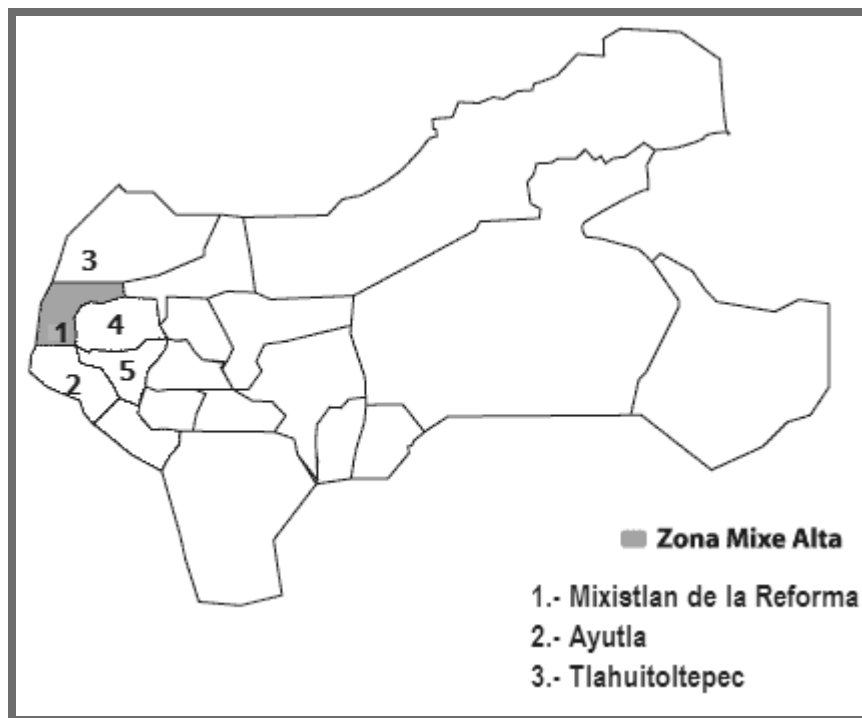 3
1
4
2
5
Zona Mixe Alta
1.- Mixistlan de la Reforma
2.- Ayutla
3.- Tlahuitoltepec